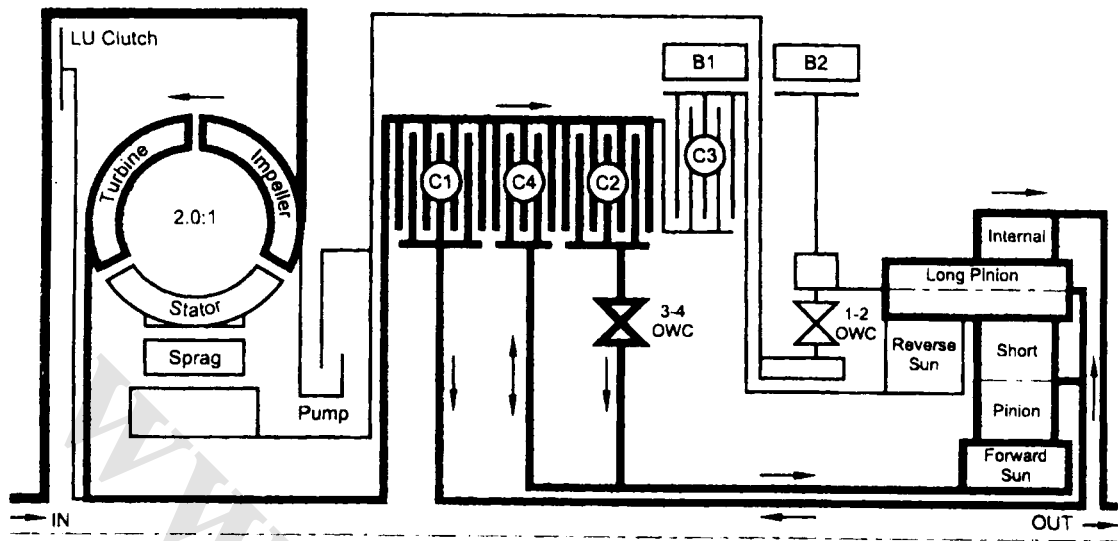 LU Clutch
Turbine
Impeller
2.0:1
Stator
Sprag
Pump
C1
C4
C2
C3
B1
B2
3-4
OWC
1-2
OWC
Internal
Long Pinion
Reverse
Sun
Short
Pinion
Forward
Sun
IN
OUT